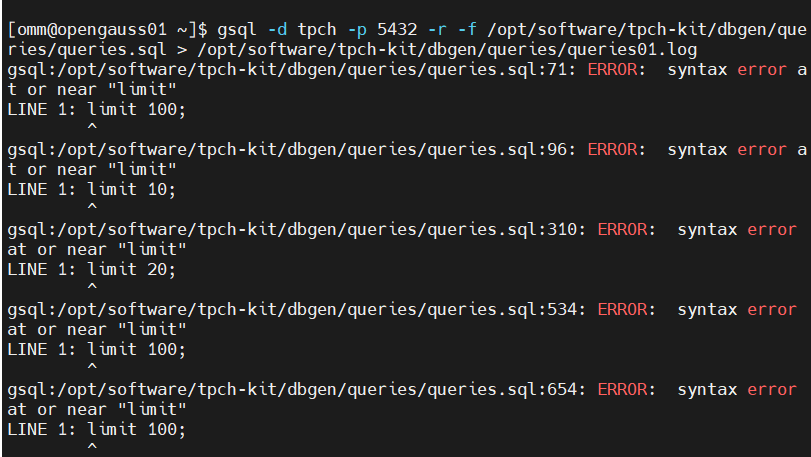 [omm@opengauss01 ~]$ gsql -d tpch -p 5432 -r -f /opt/software/tpch-kit/dbgen/que
ries/queries.sql > /opt/software/tpch-kit/dbgen/queries/queries01.log
gsql:/opt/software/tpch-kit/dbgen/queries/queries.sql:71: ERROR:  syntax error a
t or near "limit"
LINE 1: limit 100;
        ^
gsql:/opt/software/tpch-kit/dbgen/queries/queries.sql:96: ERROR:  syntax error a
t or near "limit"
LINE 1: limit 10;
        ^
gsql:/opt/software/tpch-kit/dbgen/queries/queries.sql:310: ERROR:  syntax error
at or near "limit"
LINE 1: limit 20;
        ^
gsql:/opt/software/tpch-kit/dbgen/queries/queries.sql:534: ERROR:  syntax error
at or near "limit"
LINE 1: limit 100;
        ^
gsql:/opt/software/tpch-kit/dbgen/queries/queries.sql:654: ERROR:  syntax error
at or near "limit"
LINE 1: limit 100;
        ^